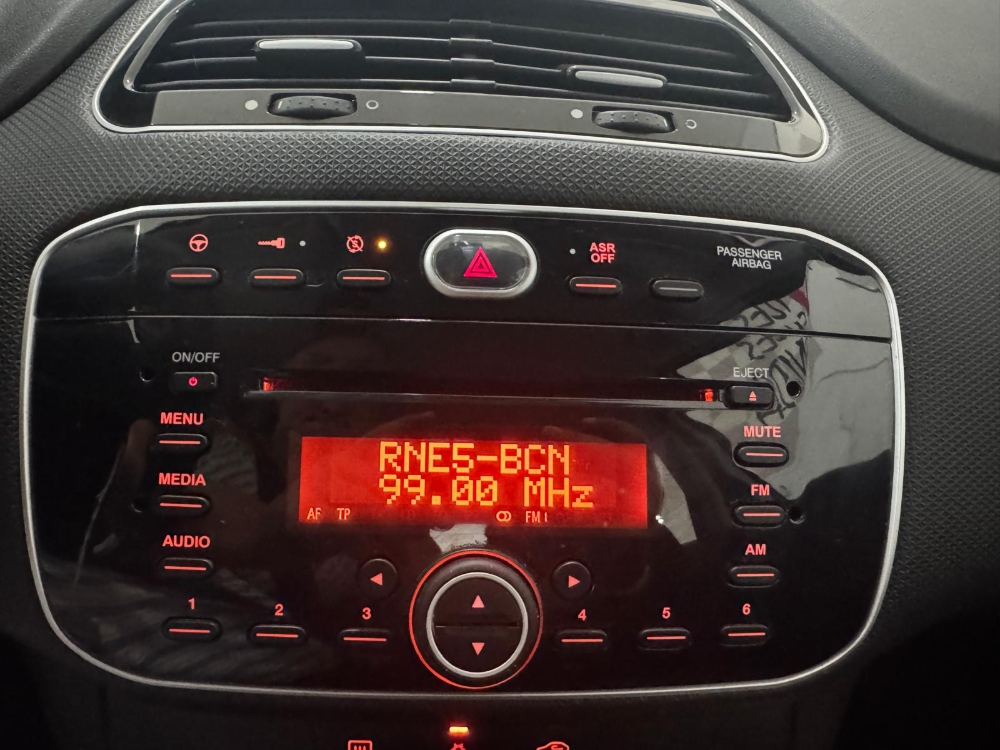 ASR
OFF
PASSENGER
AIRBAG
ON/OFF
EJECT
MENU
MUTE
RNE5-BCN
99.00 MHz
MEDIA
FM
AF TP FM I
AUDIO
AM
1 2 3 4 5 6